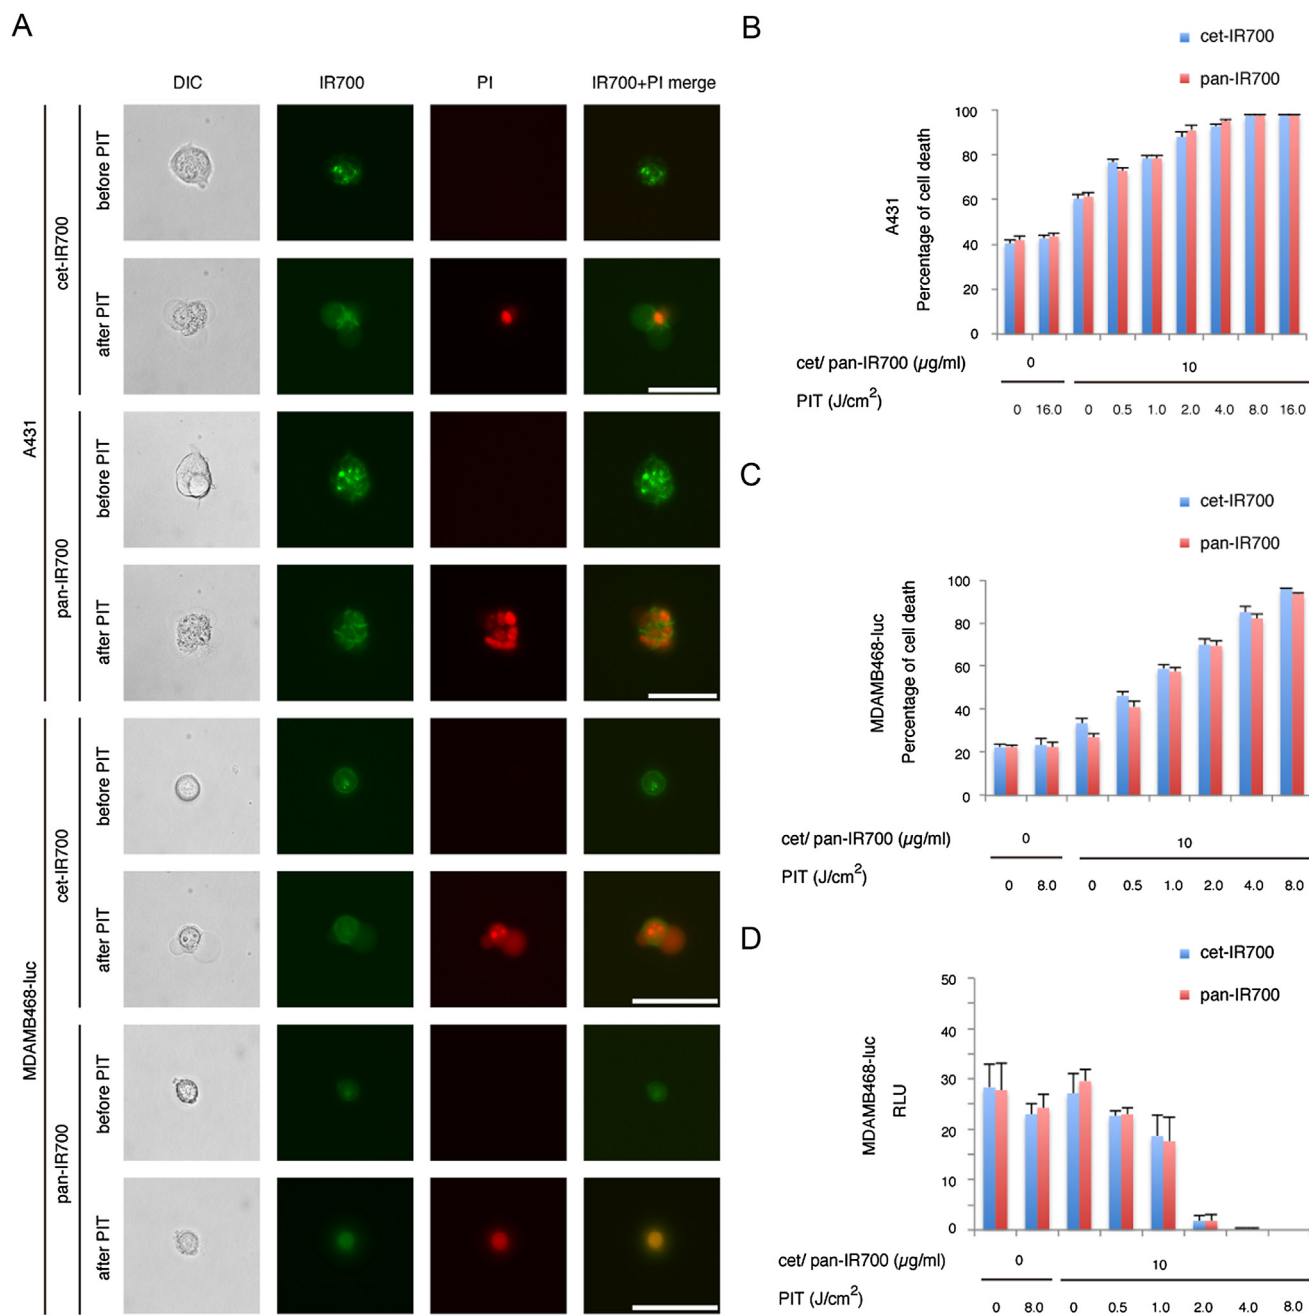 A
DIC IR700 PI IR700+PI merge
A431
cet-IR700
before PIT
after PIT
pan-IR700
before PIT
after PIT
MDAMB468-luc
cet-IR700
before PIT
after PIT
pan-IR700
before PIT
after PIT
B
cet-IR700
pan-IR700
A431
Percentage of cell death
100
80
60
40
20
0
cet/ pan-IR700 (µg/ml) 0 10
PIT (J/cm2) 0 16.0 0 0.5 1.0 2.0 4.0 8.0 16.0
C
cet-IR700
pan-IR700
MDAMB468-luc
Percentage of cell death
100
80
60
40
20
0
cet/ pan-IR700 (µg/ml) 0 10
PIT (J/cm2) 0 8.0 0 0.5 1.0 2.0 4.0 8.0
D
cet-IR700
pan-IR700
MDAMB468-luc
RLU
50
40
30
20
10
0
cet/ pan-IR700 (µg/ml) 0 10
PIT (J/cm2) 0 8.0 0 0.5 1.0 2.0 4.0 8.0